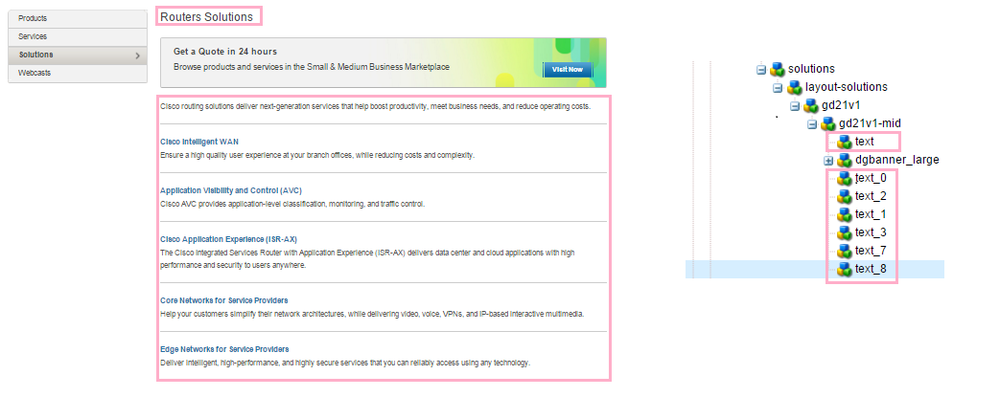 Products
Services
Solutions
Webcasts
Routers Solutions
Get a Quote in 24 hours
Browse products and services in the Small & Medium Business Marketplace
Visit Now
Cisco routing solutions deliver next-generation services that help boost productivity, meet business needs, and reduce operating costs.
Cisco Intelligent WAN
Ensure a high quality user experience at your branch offices, while reducing costs and complexity.
Application Visibility and Control (AVC)
Cisco AVC provides application-level classification, monitoring, and traffic control.
Cisco Application Experience (ISR-AX)
The Cisco Integrated Services Router with Application Experience (ISR-AX) delivers data center and cloud applications with high
performance and security to users anywhere.
Core Networks for Service Providers
Help your customers simplify their network architectures, while delivering video, voice, VPNs, and IP-based interactive multimedia.
Edge Networks for Service Providers
Deliver intelligent, high-performance, and highly secure services that you can reliably access using any technology.
solutions
layout-solutions
gd21v1
gd21v1-mid
text
dgbanner_large
text_0
text_2
text_1
text_3
text_7
text_8